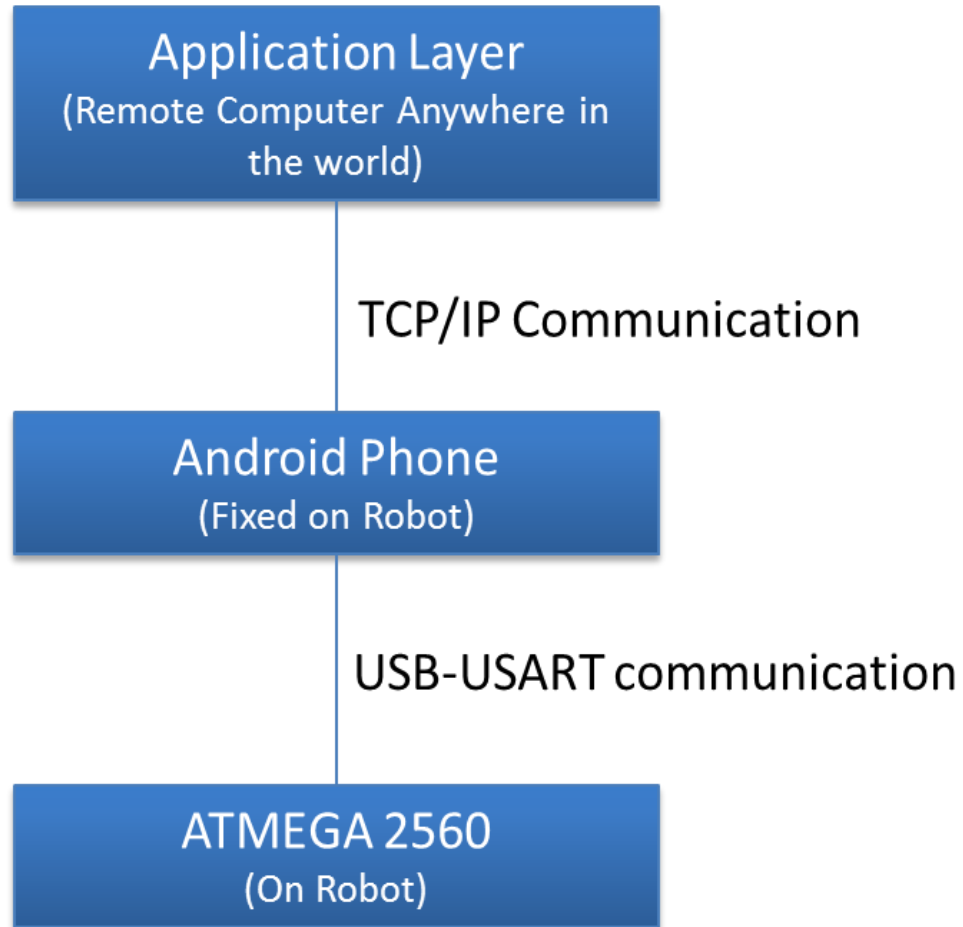 Application Layer
(Remote Computer Anywhere in
the world)
TCP/IP Communication
Android Phone
(Fixed on Robot)
USB-USART communication
ATMEGA 2560
(On Robot)